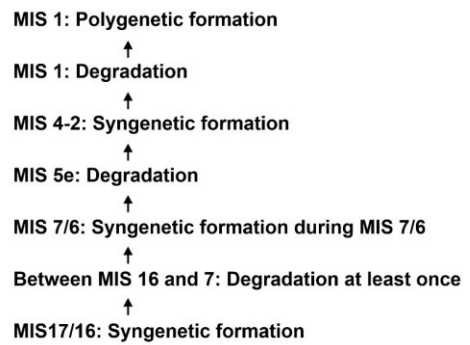 MIS 1: Polygenetic formation
MIS 1: Degradation
MIS 4-2: Syngenetic formation
MIS 5e: Degradation
MIS 7/6: Syngenetic formation during MIS 7/6
Between MIS 16 and 7: Degradation at least once
MIS17/16: Syngenetic formation